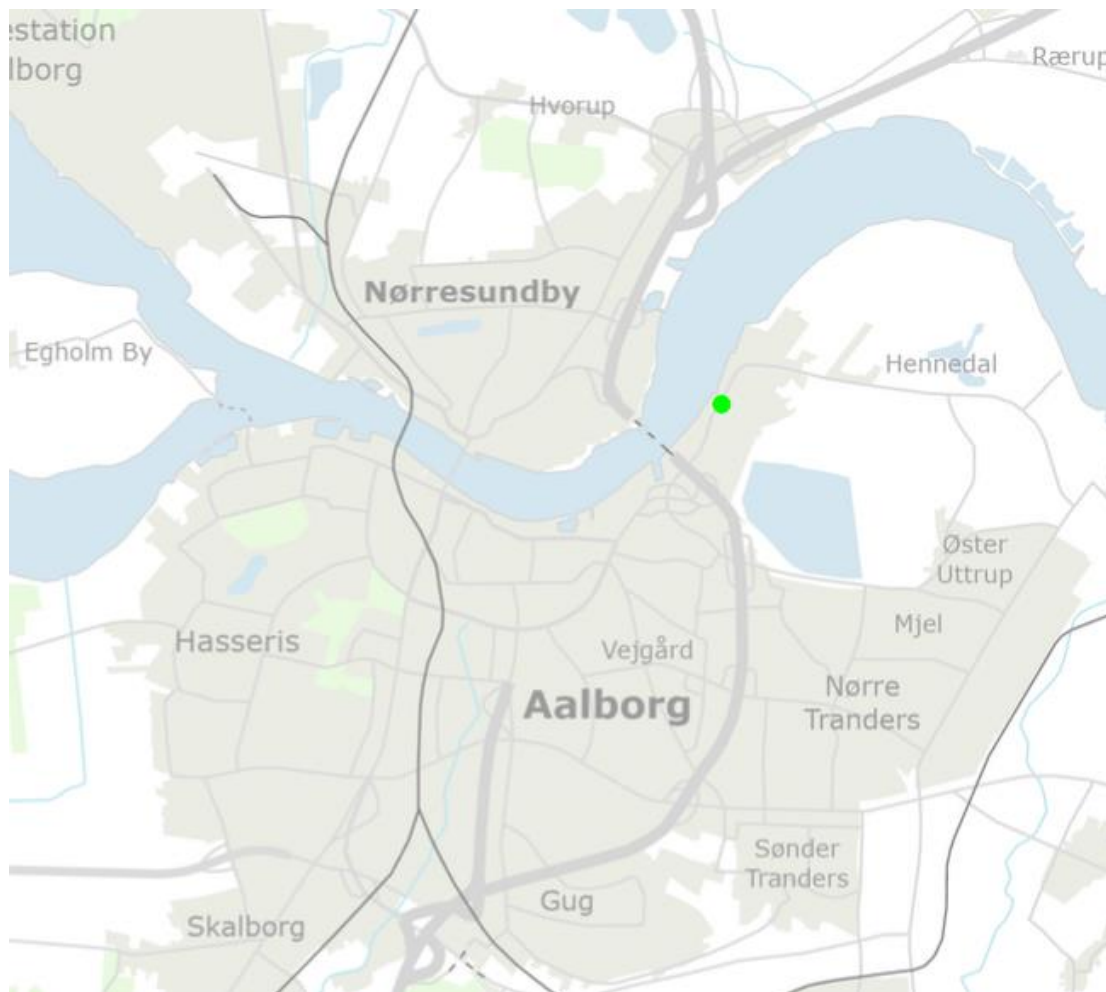 estation
lborg
Rærup
Hvorup
Nørresundby
Egholm By
Hennedal
Øster
Uttrup
Mjel
Hasseris
Vejgård
Nørre
Tranders
Aalborg
Sønder
Tranders
Gug
Skalborg